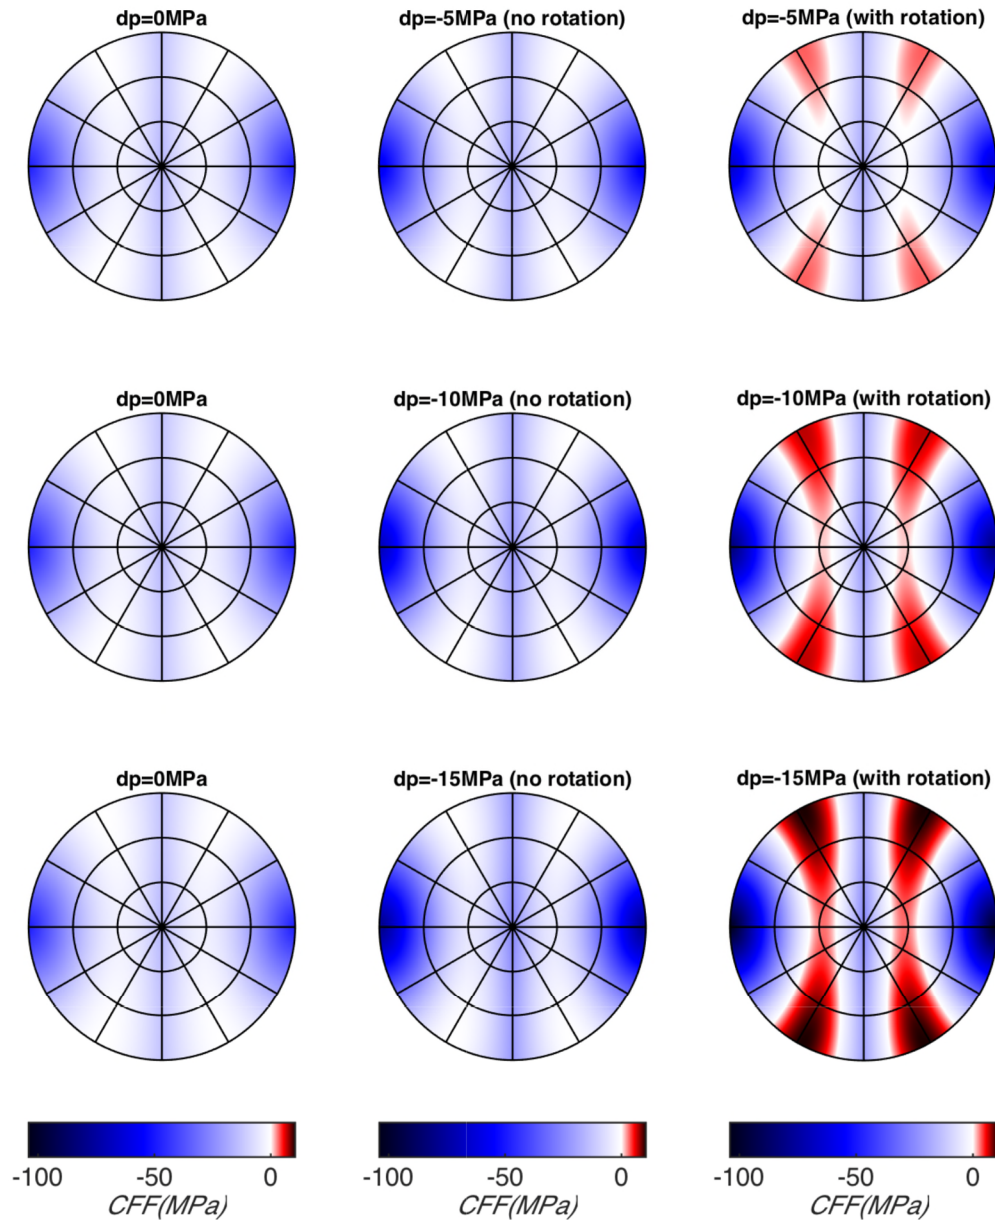 dp=0MPa
dp=-5MPa (no rotation)
dp=-5MPa (with rotation)
dp=0MPa
dp=-10MPa (no rotation)
dp=-10MPa (with rotation)
dp=0MPa
dp=-15MPa (no rotation)
dp=-15MPa (with rotation)
-100 -50 0
-100 -50 0
-100 -50 0
CFF(MPa)
CFF(MPa)
CFF(MPa)